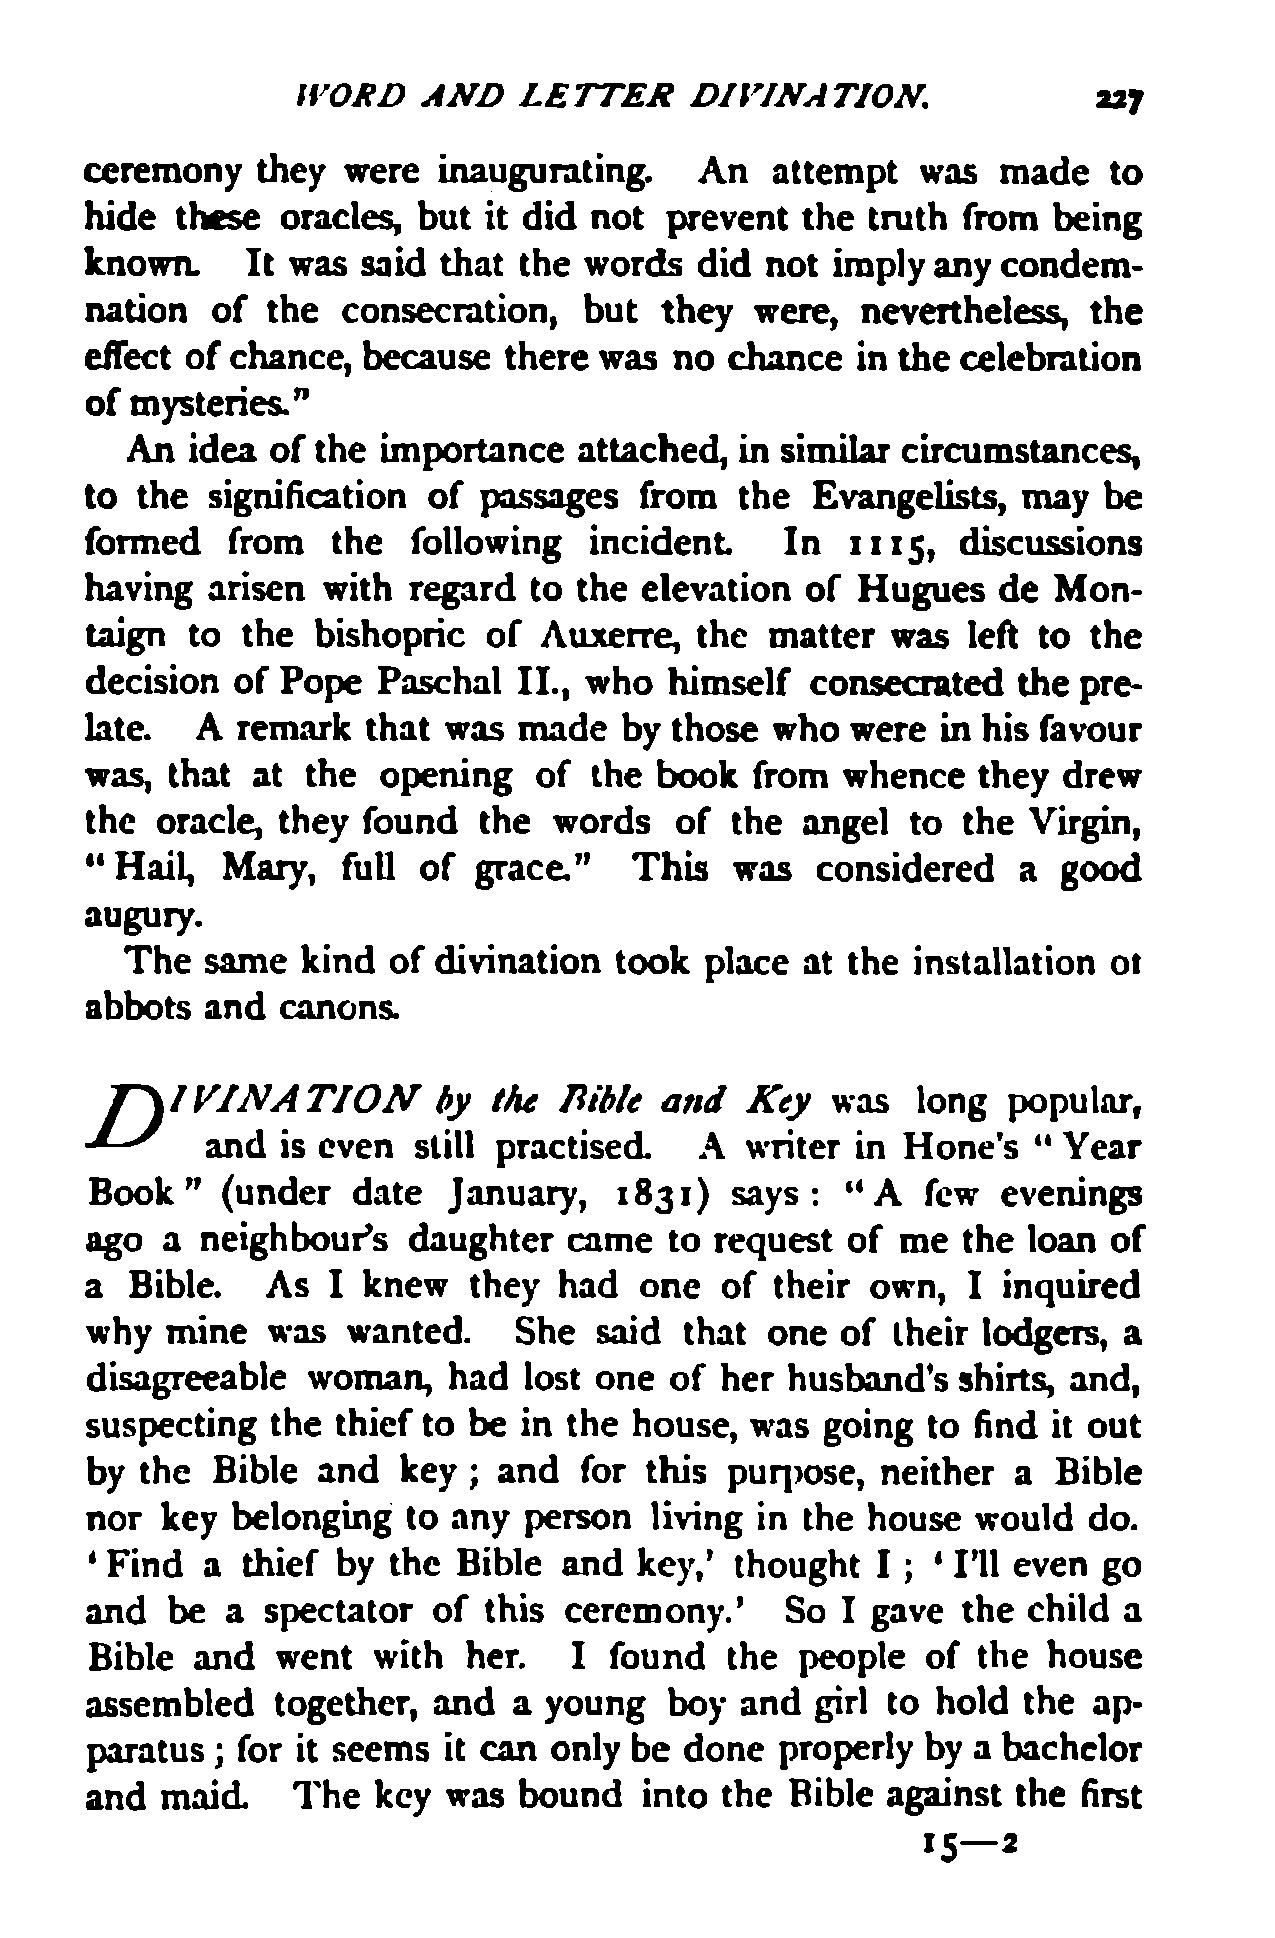 WORD AND LETTER DIVINATION. 227
ceremony they were inaugurating. An attempt was made to
hide these oracles, but it did not prevent the truth from being
known. It was said that the words did not imply any condem-
nation of the consecration, but they were, nevertheless, the
effect of chance, because there was no chance in the celebration
of mysteries."
An idea of the importance attached, in similar circumstances,
to the signification of passages from the Evangelists, may be
formed from the following incident. In 1115, discussions
having arisen with regard to the elevation of Hugues de Mon-
taign to the bishopric of Auxerre, the matter was left to the
decision of Pope Paschal II., who himself consecrated the pre-
late. A remark that was made by those who were in his favour
was, that at the opening of the book from whence they drew
the oracle, they found the words of the angel to the Virgin,
"Hail, Mary, full of grace." This was considered a good
augury.
The same kind of divination took place at the installation of
abbots and canons.
DIVINATION by the Bible and Key was long popular,
and is even still practised. A writer in Hone's "Year
Book" (under date January, 1831) says: "A few evenings
ago a neighbour's daughter came to request of me the loan of
a Bible. As I knew they had one of their own, I inquired
why mine was wanted. She said that one of their lodgers, a
disagreeable woman, had lost one of her husband's shirts, and,
suspecting the thief to be in the house, was going to find it out
by the Bible and key; and for this purpose, neither a Bible
nor key belonging to any person living in the house would do.
'Find a thief by the Bible and key,' thought I; 'I'll even go
and be a spectator of this ceremony.' So I gave the child a
Bible and went with her. I found the people of the house
assembled together, and a young boy and girl to hold the ap-
paratus; for it seems it can only be done properly by a bachelor
and maid. The key was bound into the Bible against the first
15—2